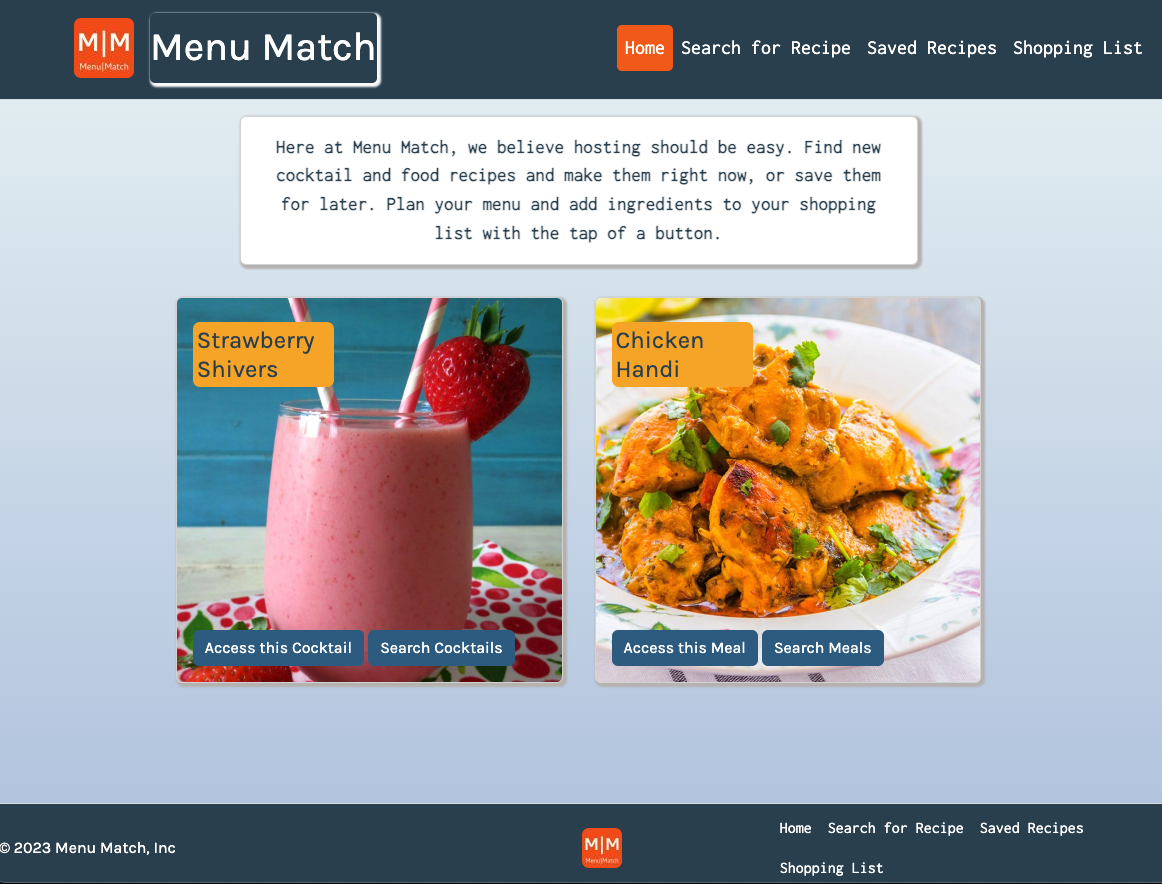 M|M
Menu|Match
Menu Match
Home Search for Recipe Saved Recipes Shopping List
Here at Menu Match, we believe hosting should be easy. Find new
cocktail and food recipes and make them right now, or save them
for later. Plan your menu and add ingredients to your shopping
list with the tap of a button.
Strawberry
Shivers
Access this Cocktail Search Cocktails
Chicken
Handi
Access this Meal Search Meals
© 2023 Menu Match, Inc
M|M
Menu|Match
Home Search for Recipe Saved Recipes
Shopping List